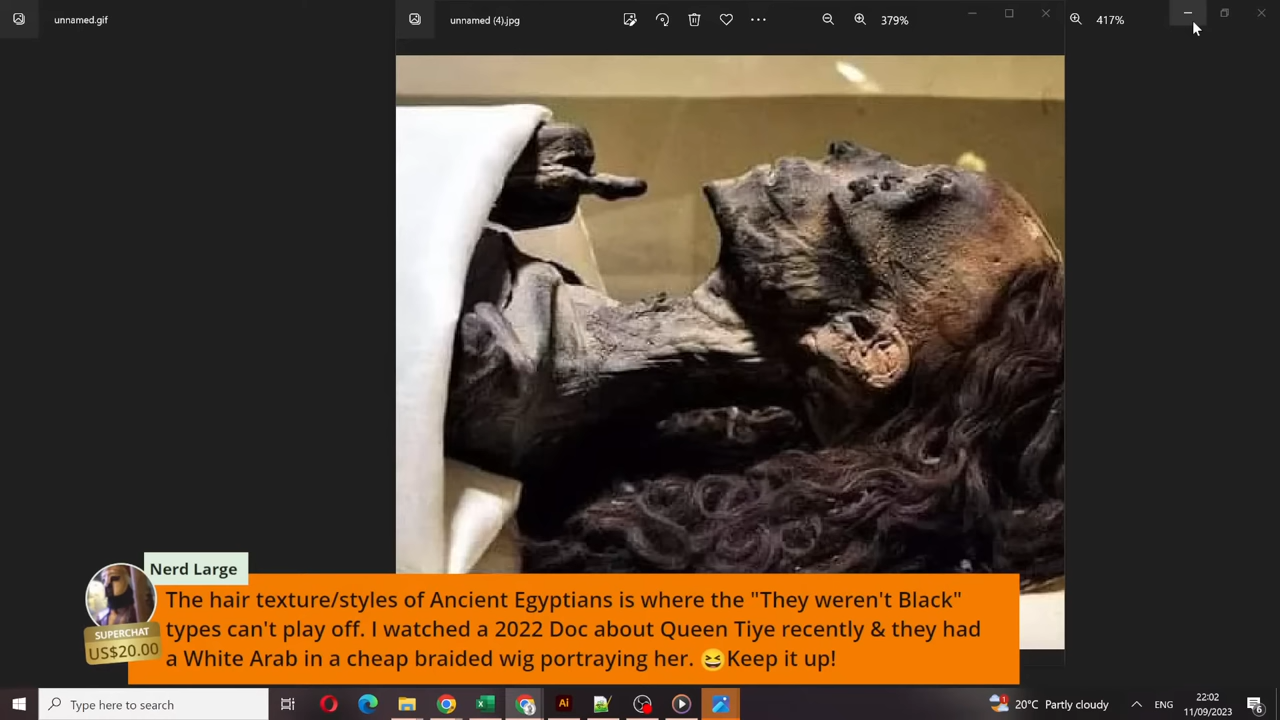 unnamed.gif
unnamed (4).jpg
379%
417%
Nerd Large
SUPERCHAT
US$20.00
The hair texture/styles of Ancient Egyptians is where the "They weren't Black"
types can't play off. I watched a 2022 Doc about Queen Tiye recently & they had
a White Arab in a cheap braided wig portraying her. 😆Keep it up!
Type here to search
20°C Partly cloudy
ENG
22:02
11/09/2023
6